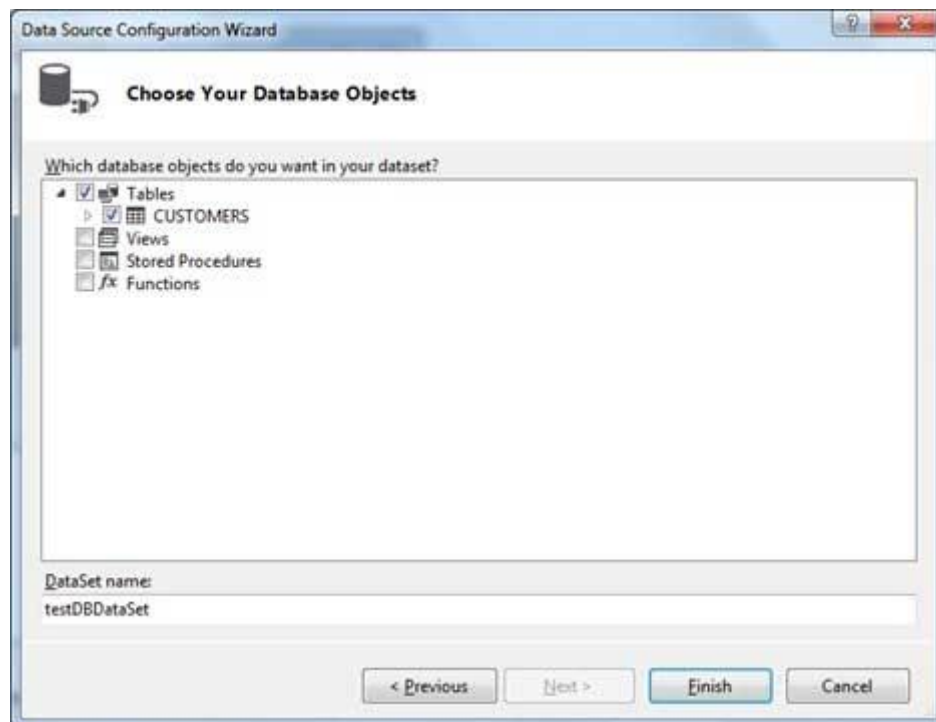 Data Source Configuration Wizard
Choose Your Database Objects
Which database objects do you want in your dataset?
Tables
CUSTOMERS
Views
Stored Procedures
fx Functions
DataSet name:
testDBDataSet
< Previous Next > Finish Cancel